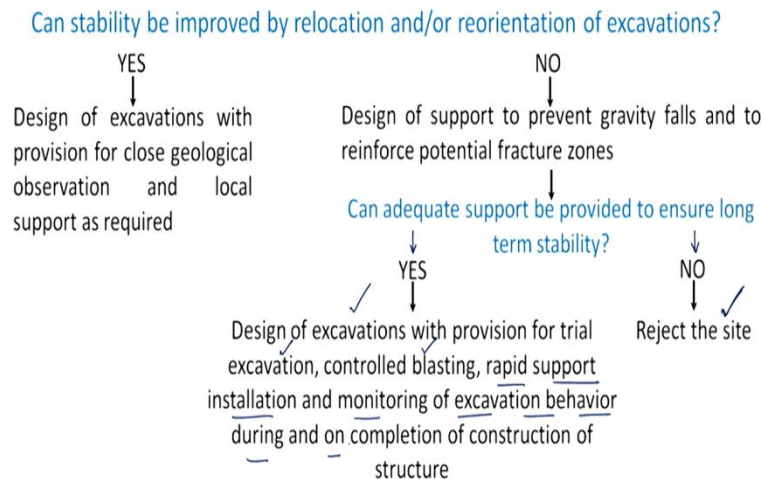 Can stability be improved by relocation and/or reorientation of excavations?
YES
NO
Design of excavations with
provision for close geological
observation and local
support as required
Design of support to prevent gravity falls and to
reinforce potential fracture zones
Can adequate support be provided to ensure long
term stability?
YES
NO
Design of excavations with provision for trial
excavation, controlled blasting, rapid support
installation and monitoring of excavation behavior
during and on completion of construction of
structure
Reject the site